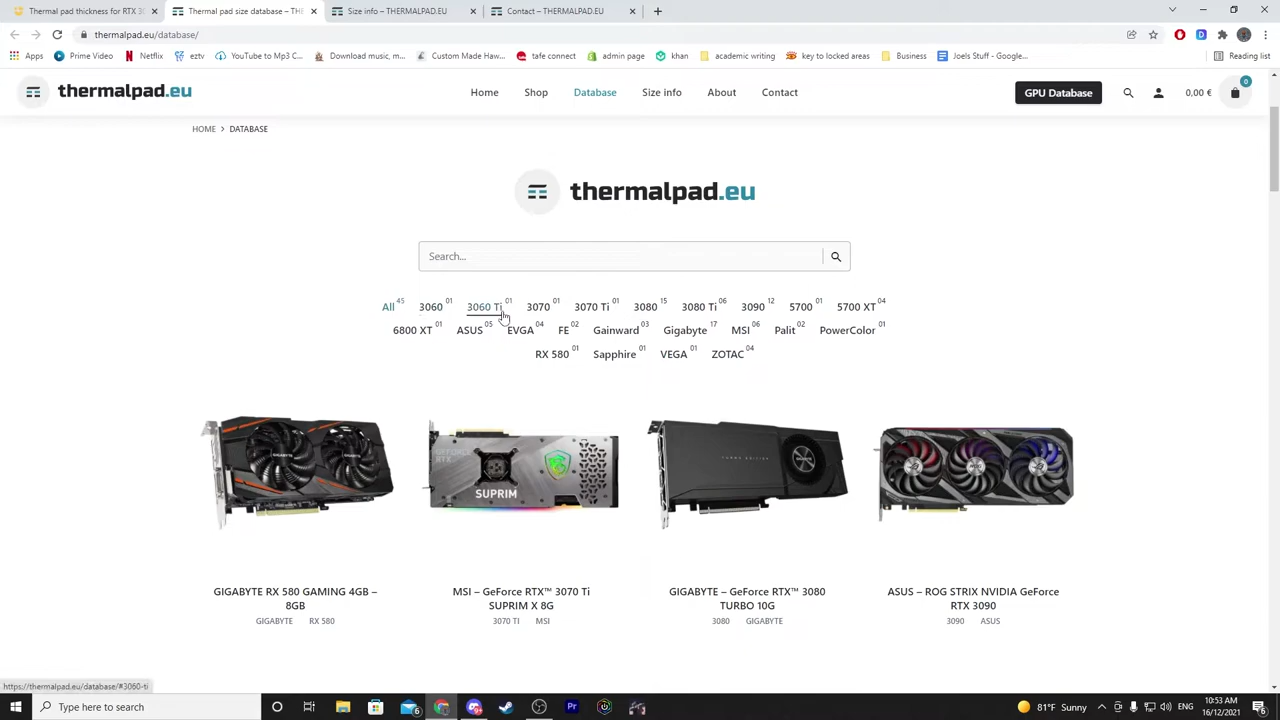 Thermal pad thickness of RTX 30
Thermal pad size database – THER
Size info – THERMALPAD.EU
Contact – THERMALPAD.EU
thermalpad.eu/database/
Apps Prime Video Netflix eztv YouTube to Mp3 C... Download music, m... Custom Made Haw... tafe connect admin page khan academic writing key to locked areas Business Joels Stuff - Google... Reading list
thermalpad.eu Home Shop Database Size info About Contact GPU Database 0,00 € 0
HOME > DATABASE
thermalpad.eu
Search...
All 45 3060 01 3060 Ti 01 3070 01 3070 Ti 01 3080 15 3080 Ti 06 3090 12 5700 01 5700 XT 04
6800 XT 01 ASUS 05 EVGA 04 FE 02 Gainward 03 Gigabyte 17 MSI 06 Palit 02 PowerColor 01
RX 580 01 Sapphire 01 VEGA 01 ZOTAC 04
GEFORCE RTX
SUPRIM
TURBO EDITION
GIGABYTE RX 580 GAMING 4GB –
8GB
GIGABYTE RX 580
MSI – GeForce RTX™ 3070 Ti
SUPRIM X 8G
3070 TI MSI
GIGABYTE – GeForce RTX™ 3080
TURBO 10G
3080 GIGABYTE
ASUS – ROG STRIX NVIDIA GeForce
RTX 3090
3090 ASUS
https://thermalpad.eu/database/#3060-ti
Type here to search
81°F Sunny
10:53 AM
16/12/2021